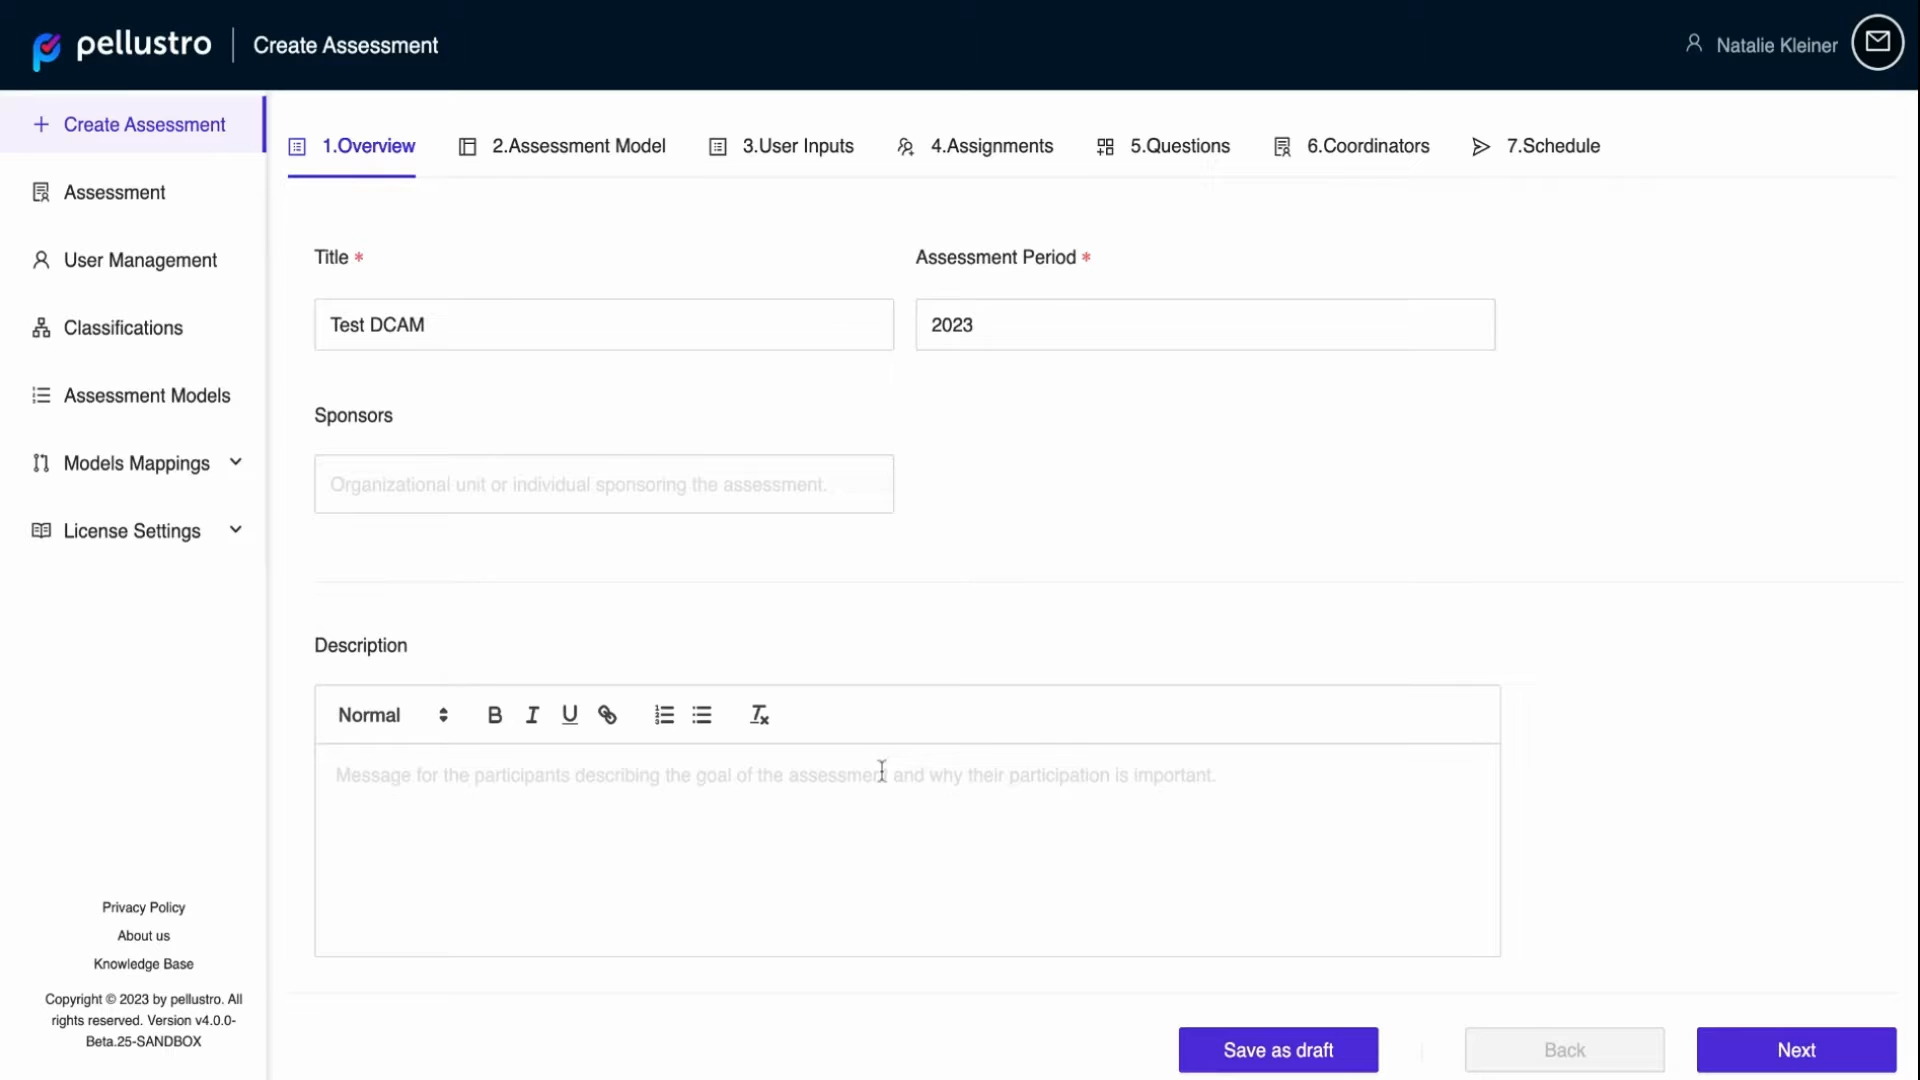 pellustro
Create Assessment
Natalie Kleiner
Create Assessment
Assessment
User Management
Classifications
Assessment Models
Models Mappings
License Settings
1.Overview
2.Assessment Model
3.User Inputs
4.Assignments
5.Questions
6.Coordinators
7.Schedule
Title *
Assessment Period *
Test DCAM
2023
Sponsors
Organizational unit or individual sponsoring the assessment.
Description
Normal
Message for the participants describing the goal of the assessment and why their participation is important.
Privacy Policy
About us
Knowledge Base
Copyright © 2023 by pellustro. All
rights reserved. Version v4.0.0-
Beta.25-SANDBOX
Save as draft
Back
Next